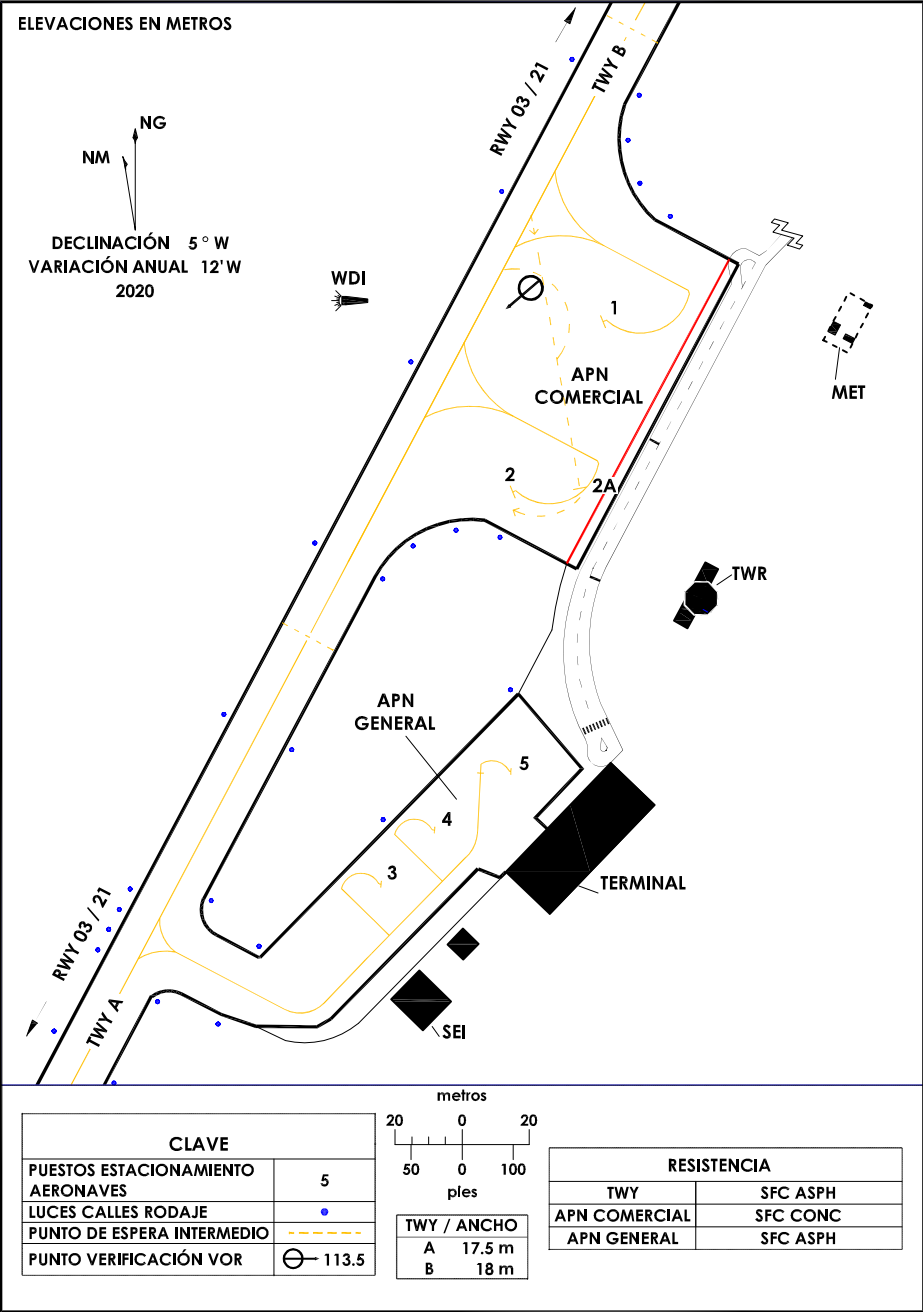 ELEVACIONES EN METROS
NG
NM
DECLINACIÓN 5° W
VARIACIÓN ANUAL 12' W
2020
RWY 03 / 21
TWY B
WDI
1
APN
COMERCIAL
MET
2
2A
TWR
APN
GENERAL
5
4
3
TERMINAL
RWY 03 / 21
TWY A
SEI
metros
20 0 20
50 0 100
pies
CLAVE
PUESTOS ESTACIONAMIENTO
AERONAVES
5
LUCES CALLES RODAJE
PUNTO DE ESPERA INTERMEDIO
PUNTO VERIFICACIÓN VOR 113.5
TWY / ANCHO
A 17.5 m
B 18 m
RESISTENCIA
TWY SFC ASPH
APN COMERCIAL SFC CONC
APN GENERAL SFC ASPH